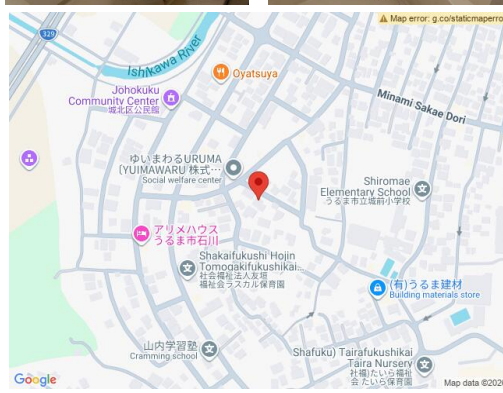 Map error: g.co/staticmaperro
329
Ishikawa River
Oyatsuya
Johokuku
Community Center
城北区公民館
Minami Sakae Dori
ゆいまわるURUMA
(YUIMAWARU 株式…
Social welfare center
Shiromae
Elementary School
うるま市立城前小学校
アリメハウス
うるま市石川
Shakaifukushi Hojin
Tomogakifukushikai...
社会福祉法人友垣
福祉会ラスカル保育園
(有)うるま建材
Building materials store
山内学習塾
Cramming school
Shafuku) Tairafukushikai
Taira Nursery
社福)たいら福祉
会 たいら保育園
Google
Map data ©2026